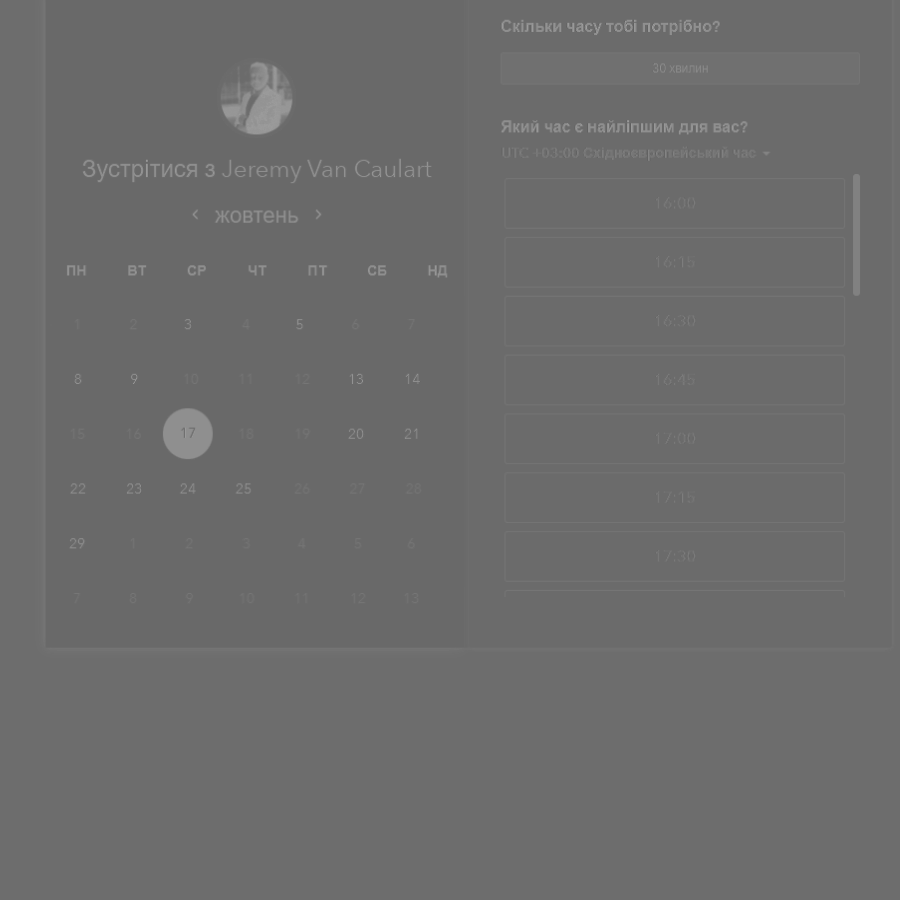 Зустрітися з Jeremy Van Caulart
жовтень
ПН ВТ СР ЧТ ПТ СБ НД
1 2 3 4 5 6 7
8 9 10 11 12 13 14
15 16 17 18 19 20 21
22 23 24 25 26 27 28
29 1 2 3 4 5 6
7 8 9 10 11 12 13
Скільки часу тобі потрібно?
30 хвилин
Який час є найліпшим для вас?
UTC +03:00 Східноєвропейський час
16:00
16:15
16:30
16:45
17:00
17:15
17:30